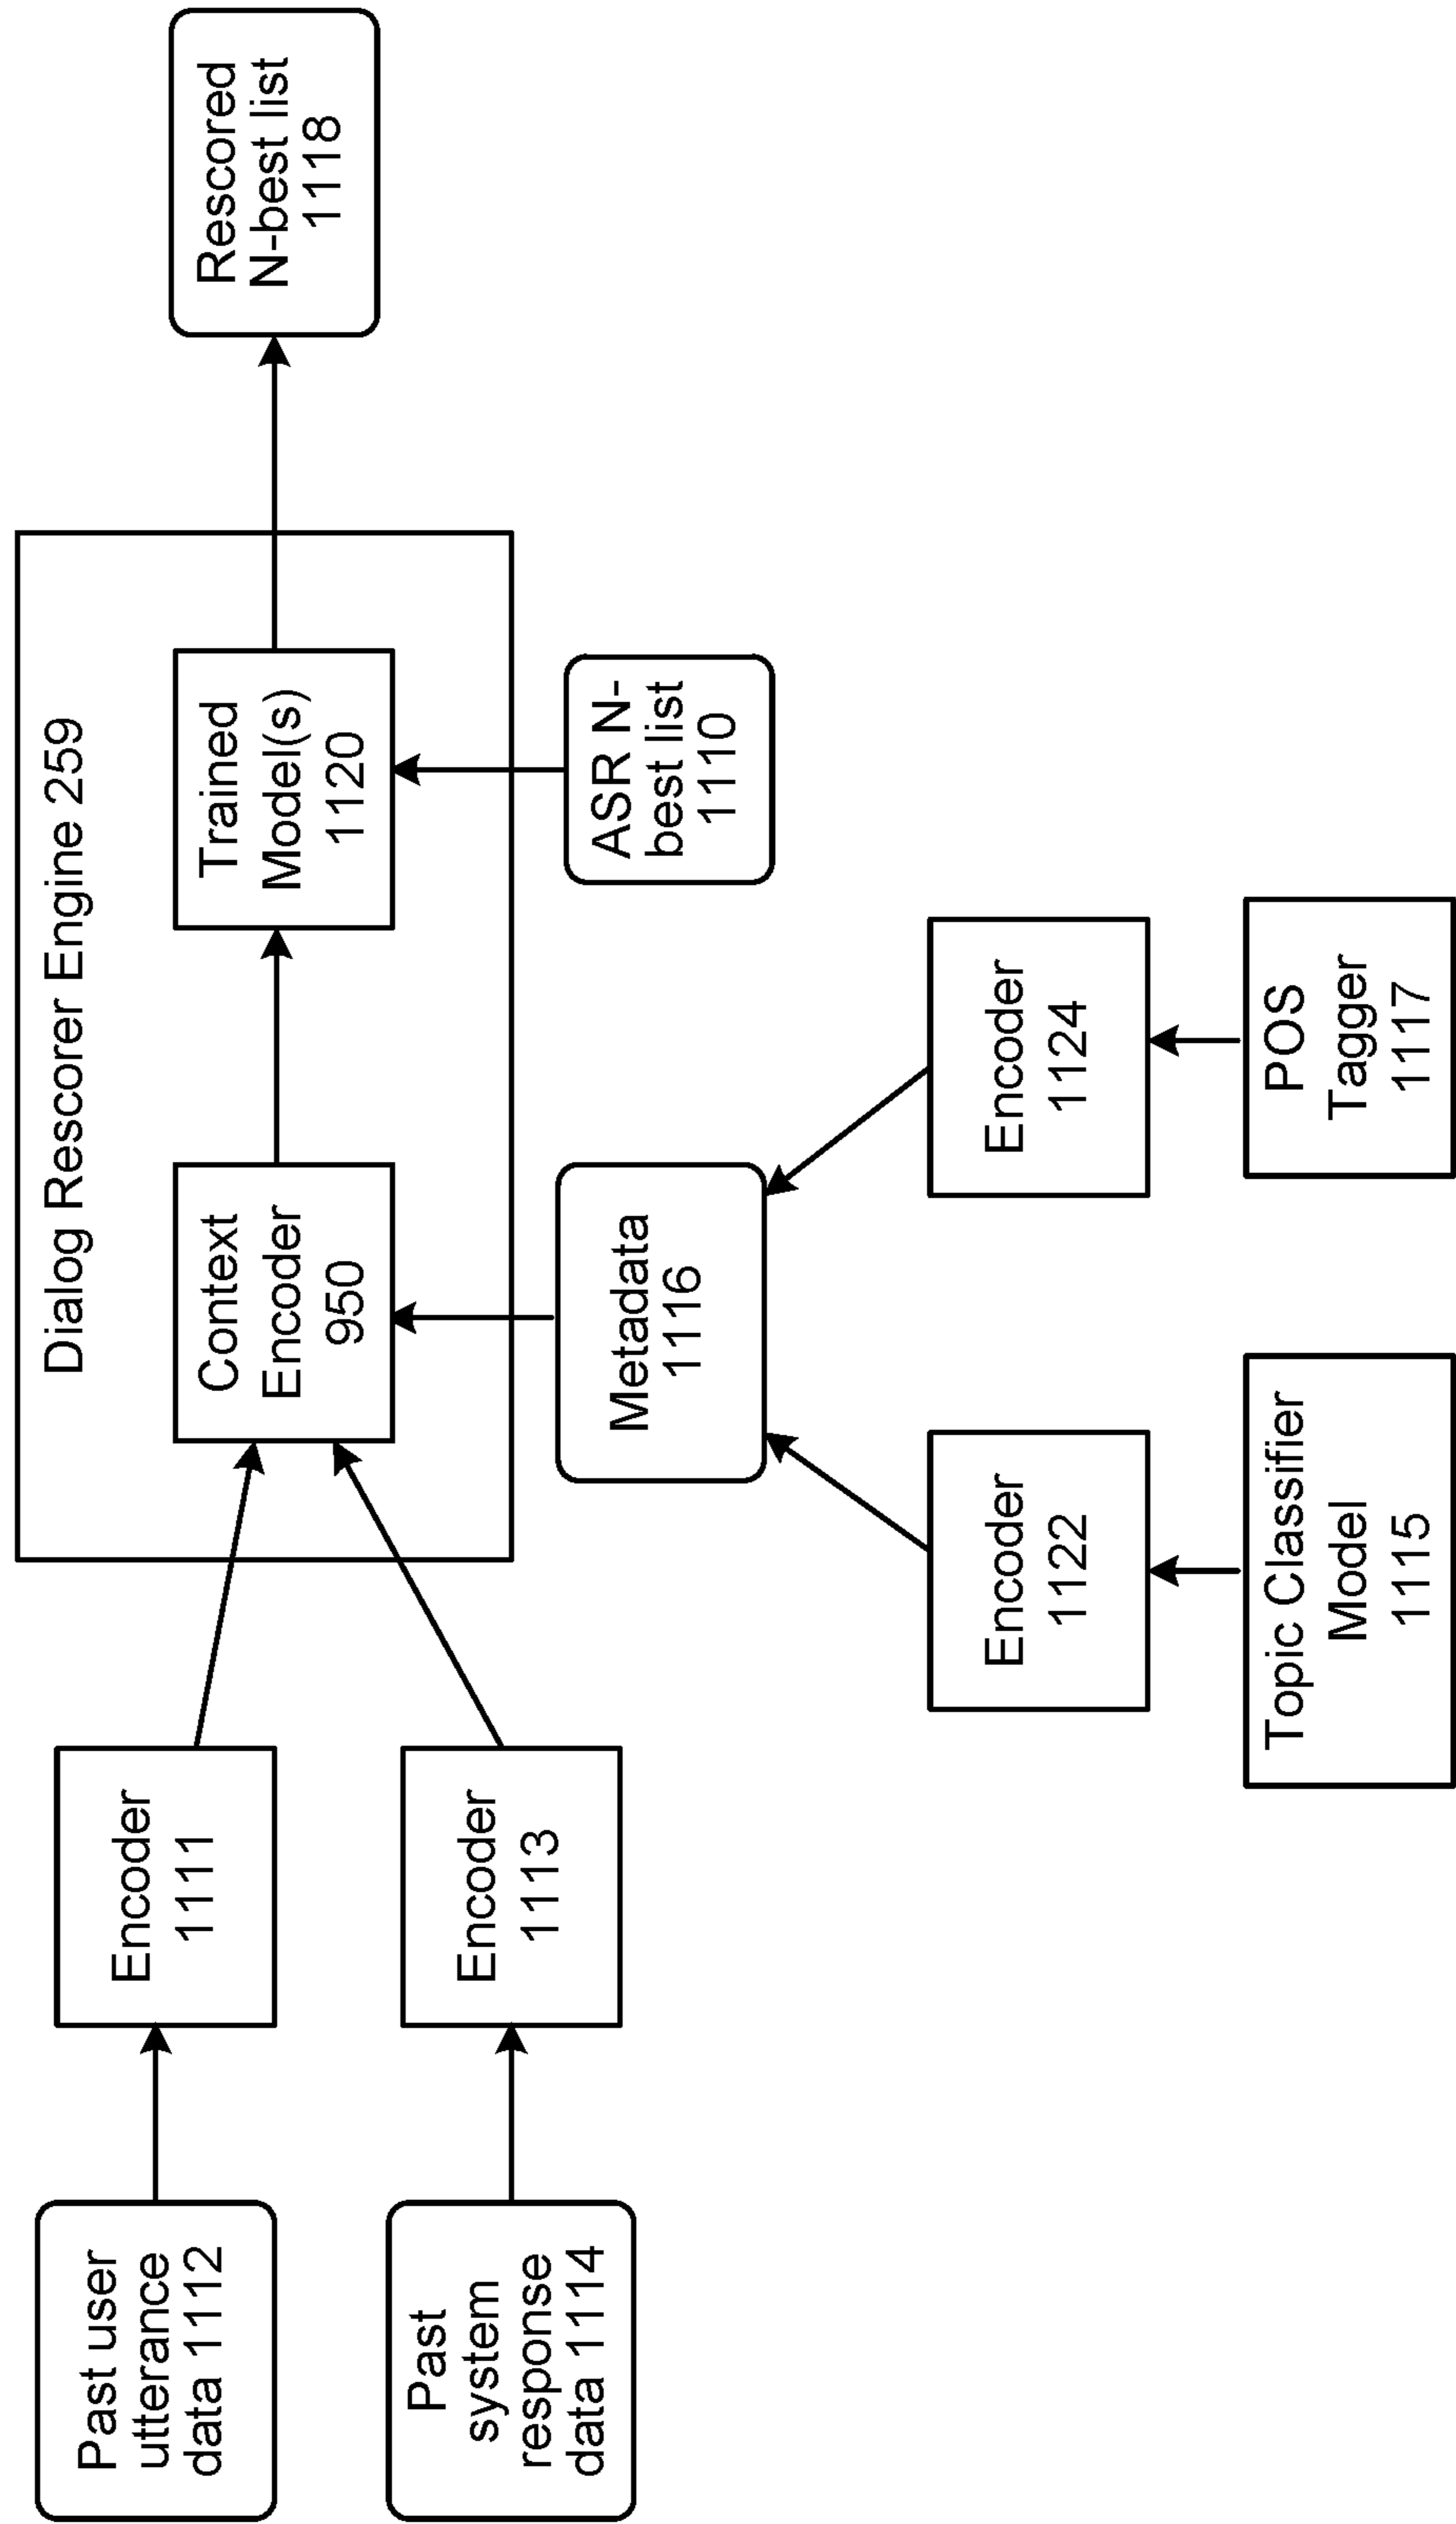 Dialog Rescorer Engine 259
Past user
utterance
data 1112
Encoder
1111
Context
Encoder
950
Trained
Model(s)
1120
Rescored
N-best list
1118
Past
system
response
data 1114
Encoder
1113
Metadata
1116
ASR N-
best list
1110
Encoder
1122
Encoder
1124
Topic Classifier
Model
1115
POS
Tagger
1117